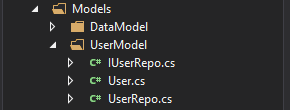 Models
DataModel
UserModel
C# IUserRepo.cs
C# User.cs
C# UserRepo.cs